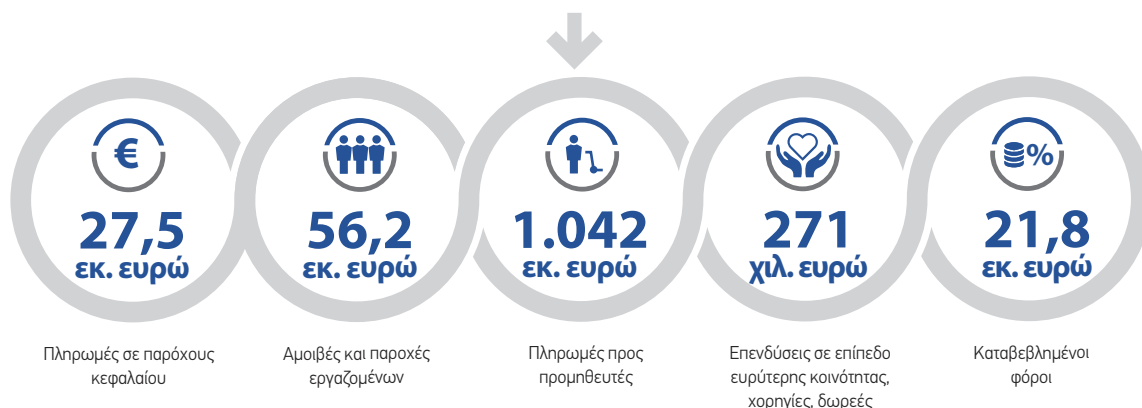 €
27,5
εκ. ευρώ
Πληρωμές σε παρόχους
κεφαλαίου
56,2
εκ. ευρώ
Αμοιβές και παροχές
εργαζομένων
1.042
εκ. ευρώ
Πληρωμές προς
προμηθευτές
271
χιλ. ευρώ
Επενδύσεις σε επίπεδο
ευρύτερης κοινότητας,
χορηγίες, δωρεές
%
21,8
εκ. ευρώ
Καταβεβλημένοι
φόροι